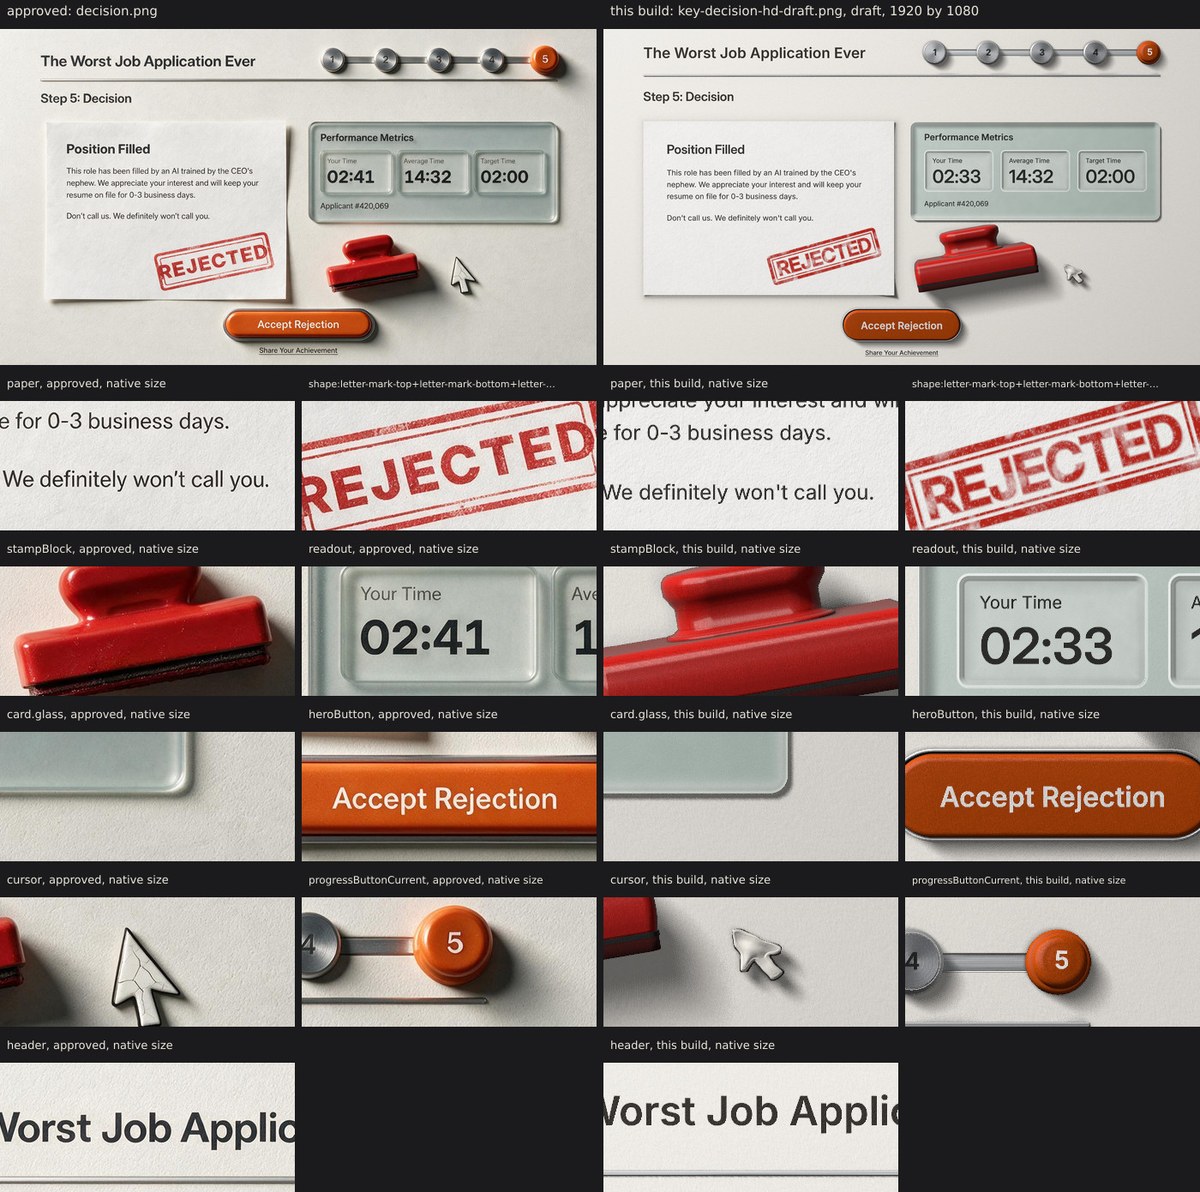 approved: decision.png
this build: key-decision-hd-draft.png, draft, 1920 by 1080
The Worst Job Application Ever
1 2 3 4 5
Step 5: Decision
Position Filled
This role has been filled by an AI trained by the CEO's
nephew. We appreciate your interest and will keep your
resume on file for 0-3 business days.
Don't call us. We definitely won't call you.
REJECTED
Performance Metrics
Your Time
02:41
Average Time
14:32
Target Time
02:00
Applicant #420,069
Accept Rejection
Share Your Achievement
The Worst Job Application Ever
1 2 3 4 5
Step 5: Decision
Position Filled
This role has been filled by an AI trained by the CEO's
nephew. We appreciate your interest and will keep your
resume on file for 0-3 business days.
Don't call us. We definitely won't call you.
REJECTED
Performance Metrics
Your Time
02:33
Average Time
14:32
Target Time
02:00
Applicant #420,069
Accept Rejection
Share Your Achievement
paper, approved, native size
shape:letter-mark-top+letter-mark-bottom+letter-...
paper, this build, native size
shape:letter-mark-top+letter-mark-bottom+letter-...
e for 0-3 business days.
We definitely won't call you.
REJECTED
appreciate your interest and wi
e for 0-3 business days.
We definitely won't call you.
REJECTED
stampBlock, approved, native size
readout, approved, native size
stampBlock, this build, native size
readout, this build, native size
Your Time
02:41
Ave
1
Your Time
02:33
A
card.glass, approved, native size
heroButton, approved, native size
card.glass, this build, native size
heroButton, this build, native size
Accept Rejection
Accept Rejection
cursor, approved, native size
progressButtonCurrent, approved, native size
cursor, this build, native size
progressButtonCurrent, this build, native size
4 5
4 5
header, approved, native size
header, this build, native size
Worst Job Applic
Worst Job Applic